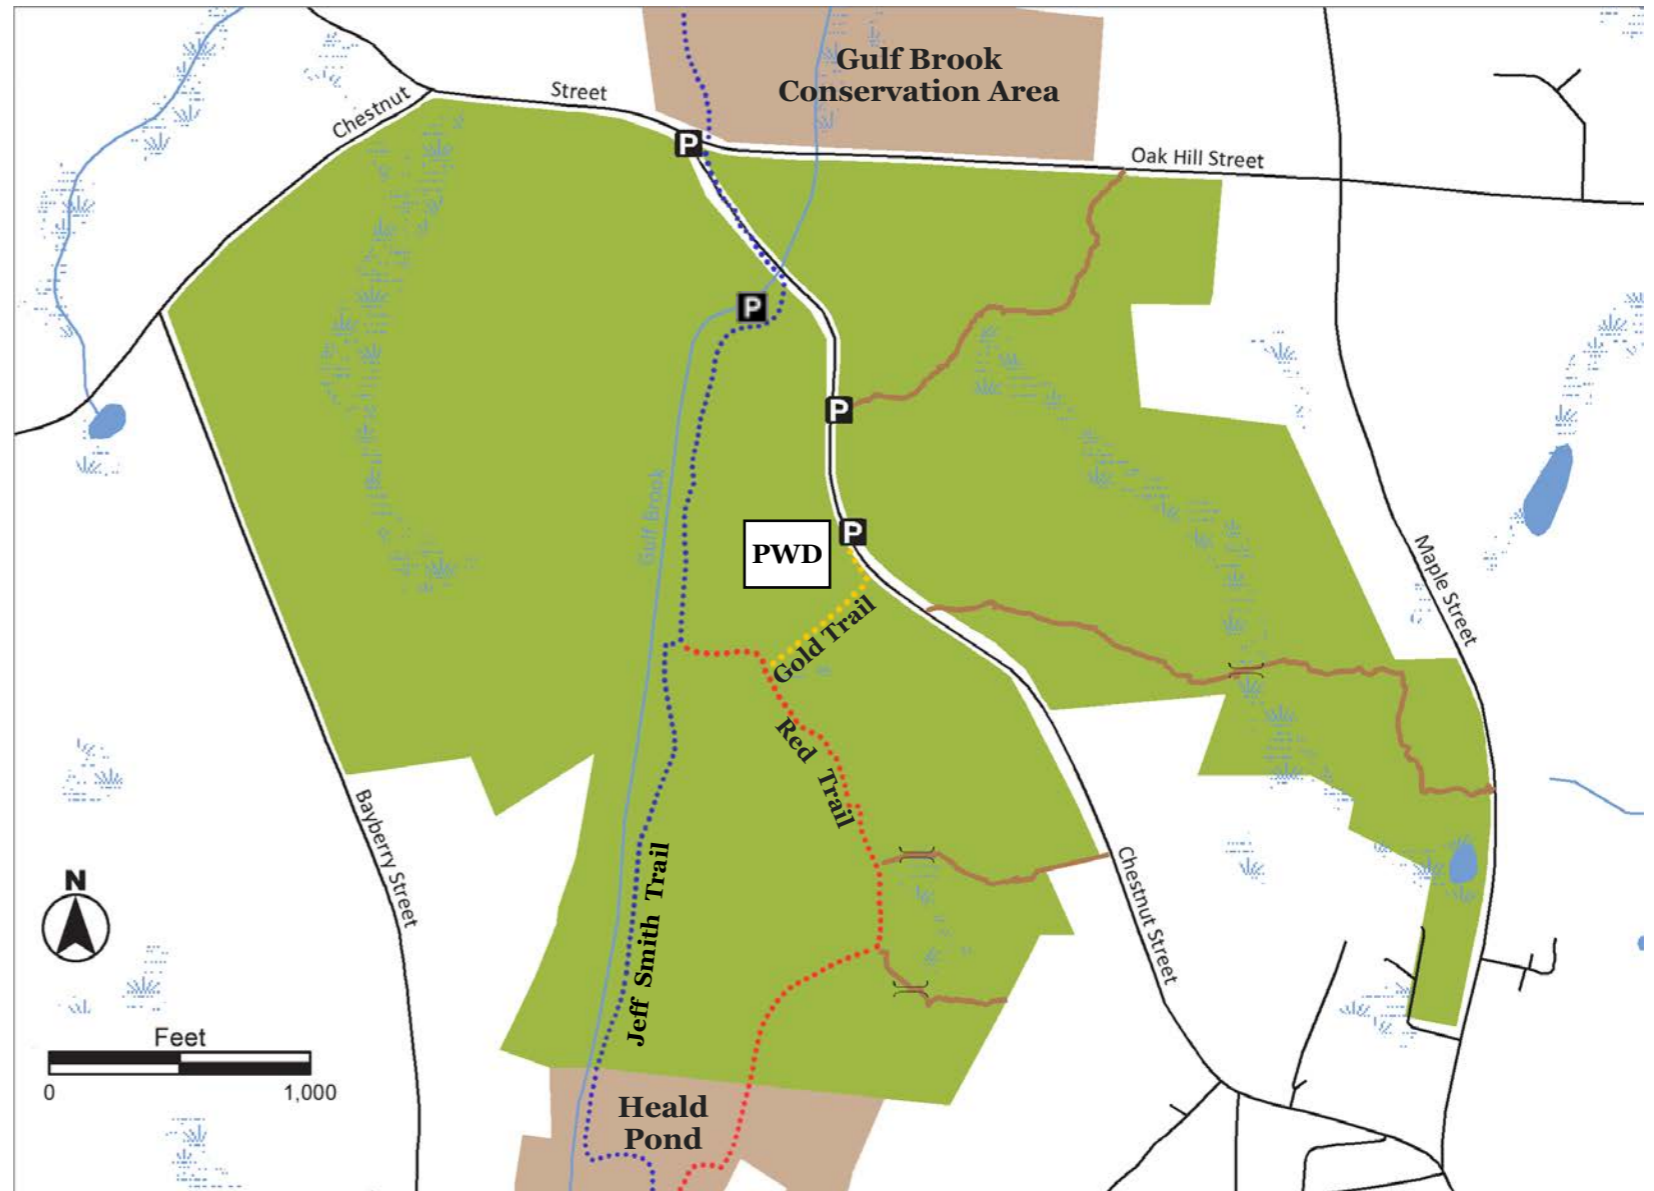 Gulf Brook
Conservation Area
Chestnut
Street
P
Oak Hill Street
P
P
Gulf Brook
PWD
P
Maple Street
Gold Trail
Red Trail
Bayberry Street
Jeff Smith Trail
Chestnut Street
N
Feet
0 1,000
Heald
Pond